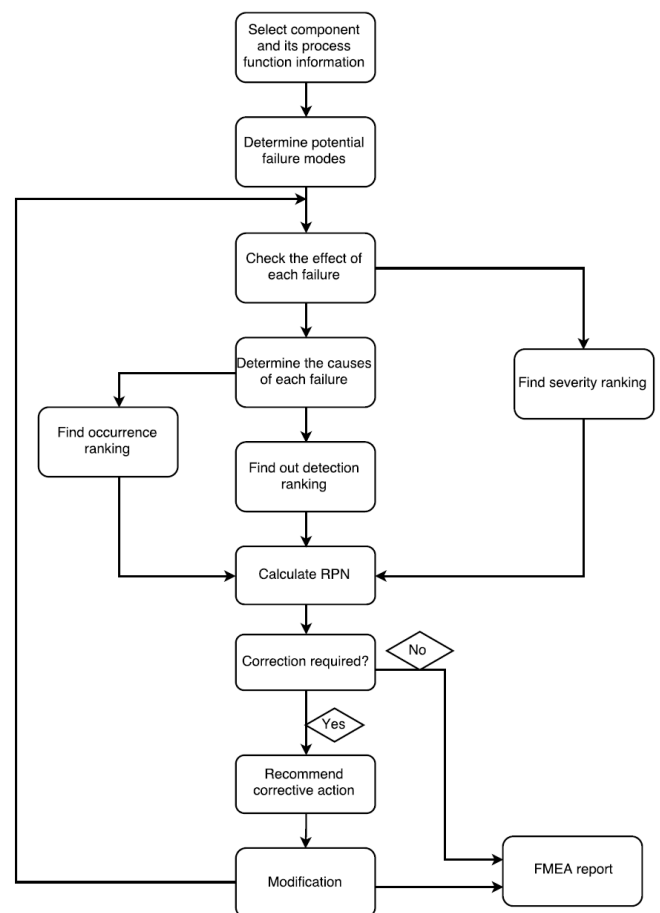 Select component
and its process
function information
Determine potential
failure modes
Check the effect of
each failure
Determine the causes
of each failure
Find severity ranking
Find occurrence
ranking
Find out detection
ranking
Calculate RPN
Correction required?
No
Yes
Recommend
corrective action
Modification
FMEA report